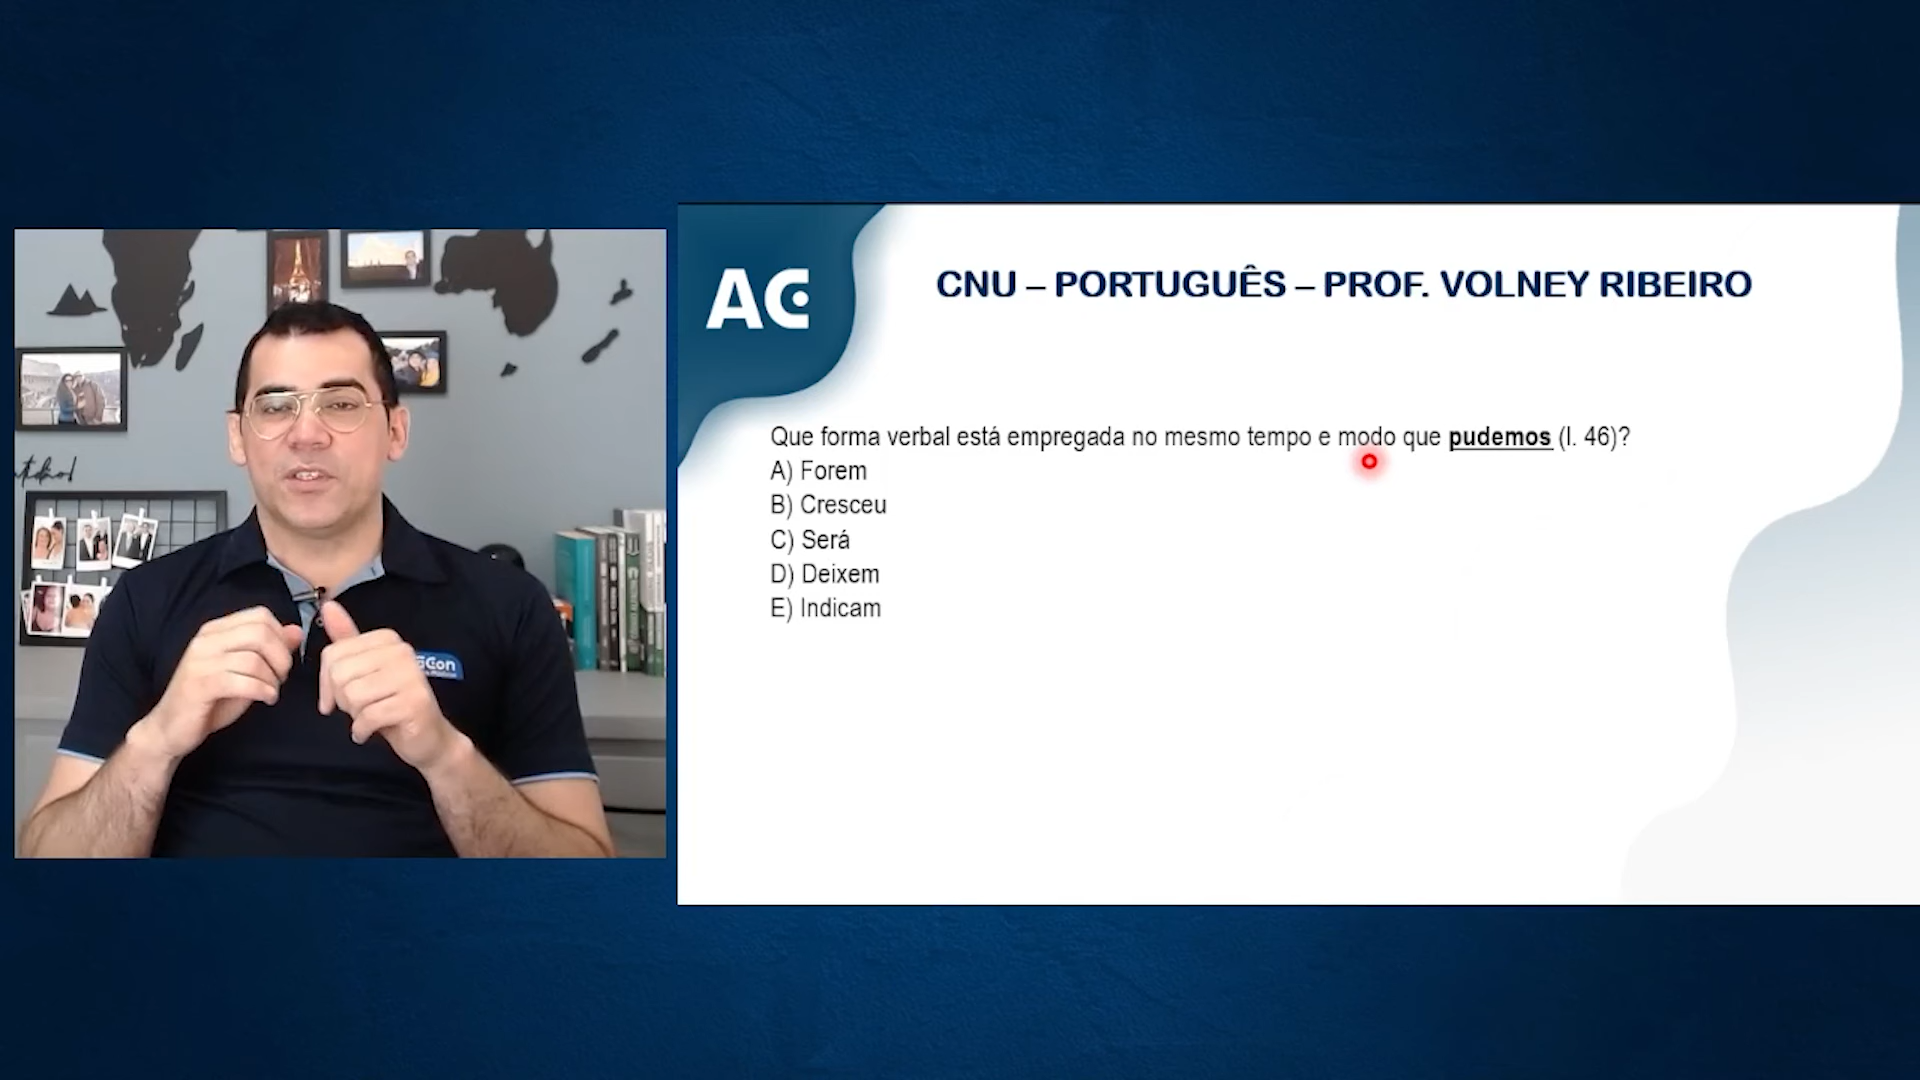 AC
CNU – PORTUGUÊS – PROF. VOLNEY RIBEIRO
Que forma verbal está empregada no mesmo tempo e modo que pudemos (l. 46)?
A) Forem
B) Cresceu
C) Será
D) Deixem
E) Indicam